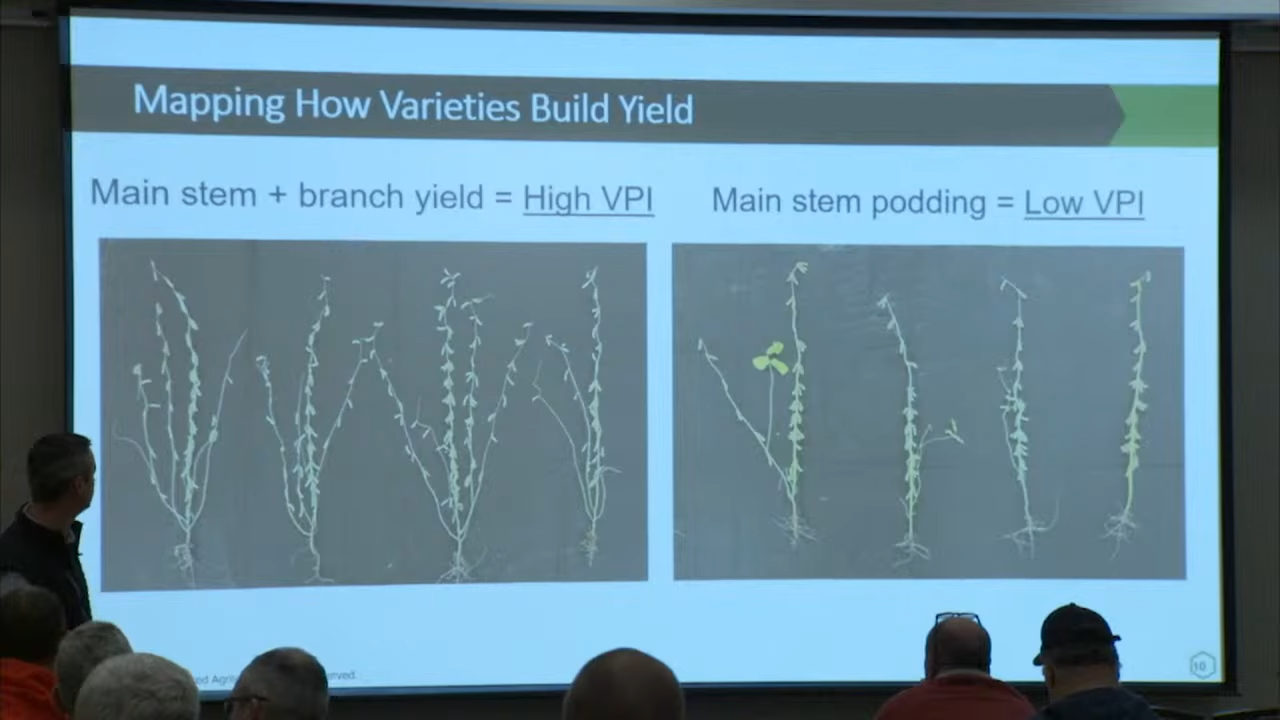 Mapping How Varieties Build Yield
Main stem + branch yield = High VPI
Main stem podding = Low VPI
10